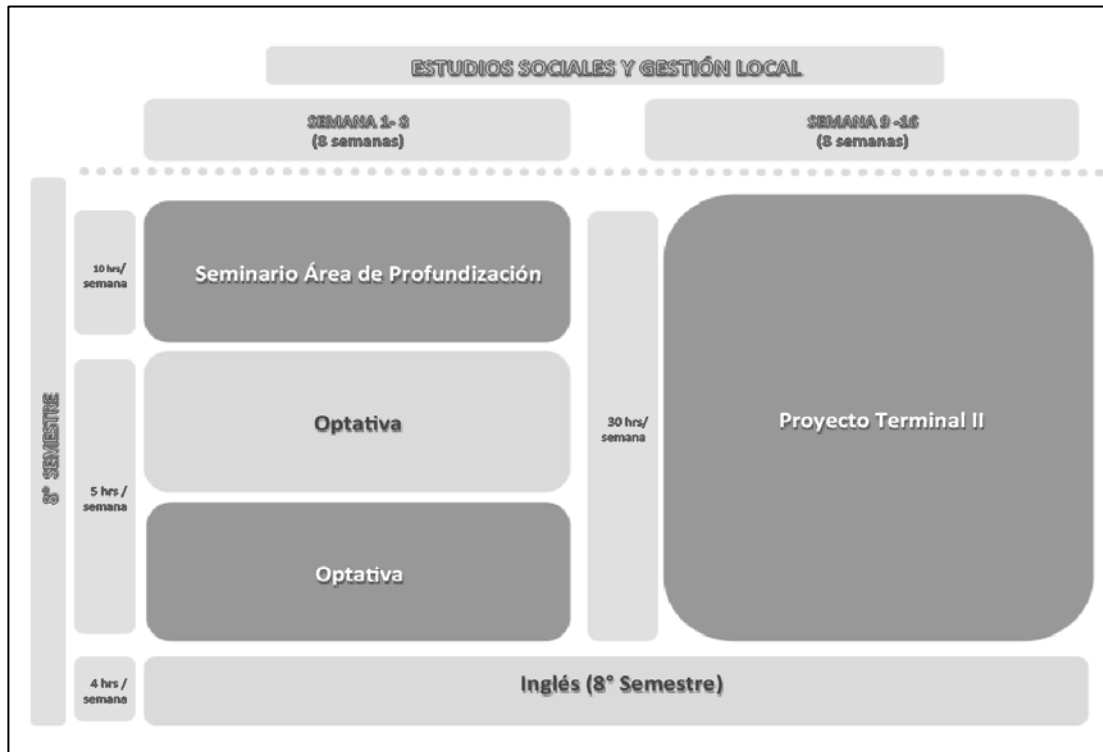 ESTUDIOS SOCIALES Y GESTIÓN LOCAL
SEMANA 1- 8
(8 semanas)
SEMANA 9 -16
(8 semanas)
8° SEMESTRE
10 hrs/
semana
Seminario Área de Profundización
5 hrs /
semana
Optativa
Optativa
30 hrs/
semana
Proyecto Terminal II
4 hrs /
semana
Inglés (8° Semestre)